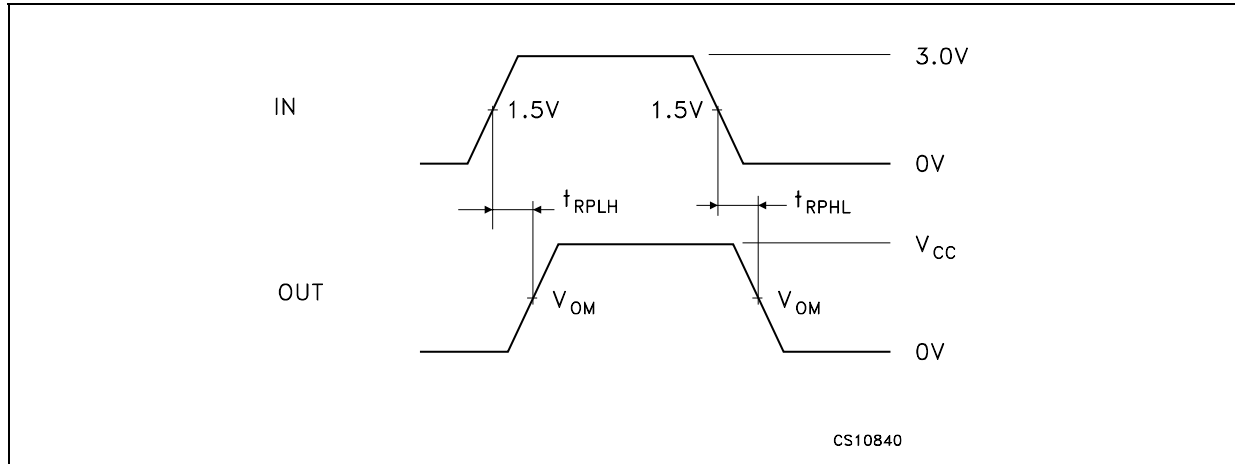 3.0V
IN
1.5V 1.5V
0V
tRPLH tRPHL
VCC
OUT
VOM VOM
0V
CS10840